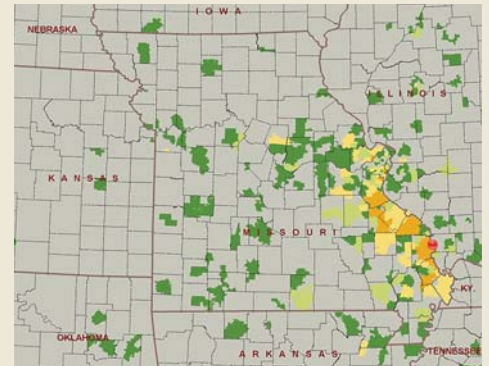 IOWA
NEBRASKA
ILLINOIS
KANSAS
MISSOURI
KY.
OKLAHOMA
ARKANSAS
TENNESSEE